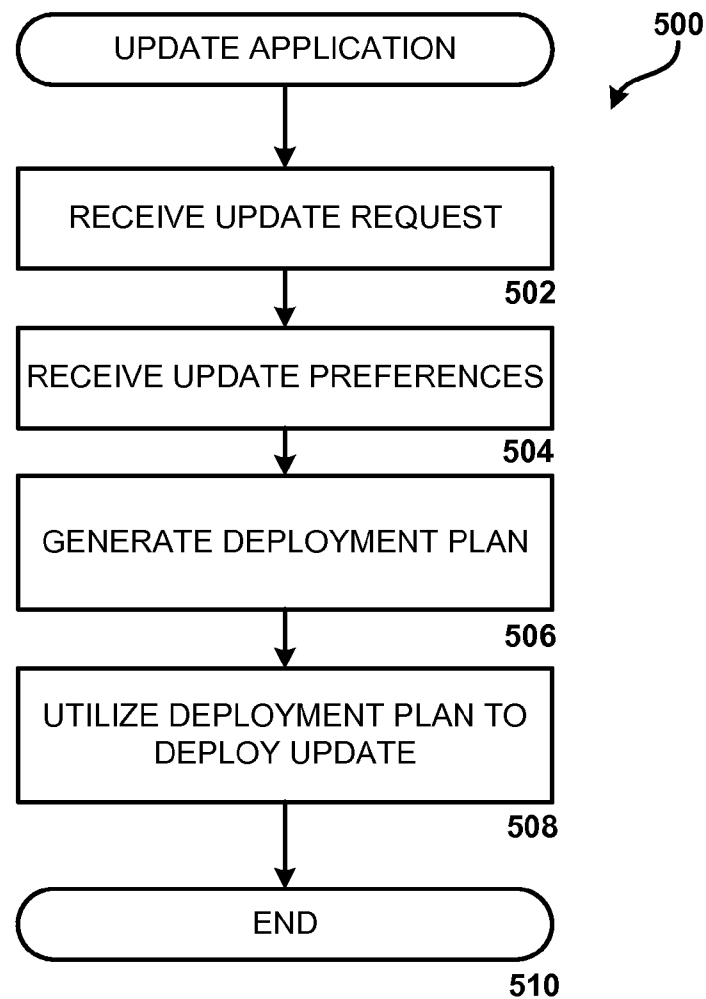 UPDATE APPLICATION
500
RECEIVE UPDATE REQUEST
502
RECEIVE UPDATE PREFERENCES
504
GENERATE DEPLOYMENT PLAN
506
UTILIZE DEPLOYMENT PLAN TO
DEPLOY UPDATE
508
END
510